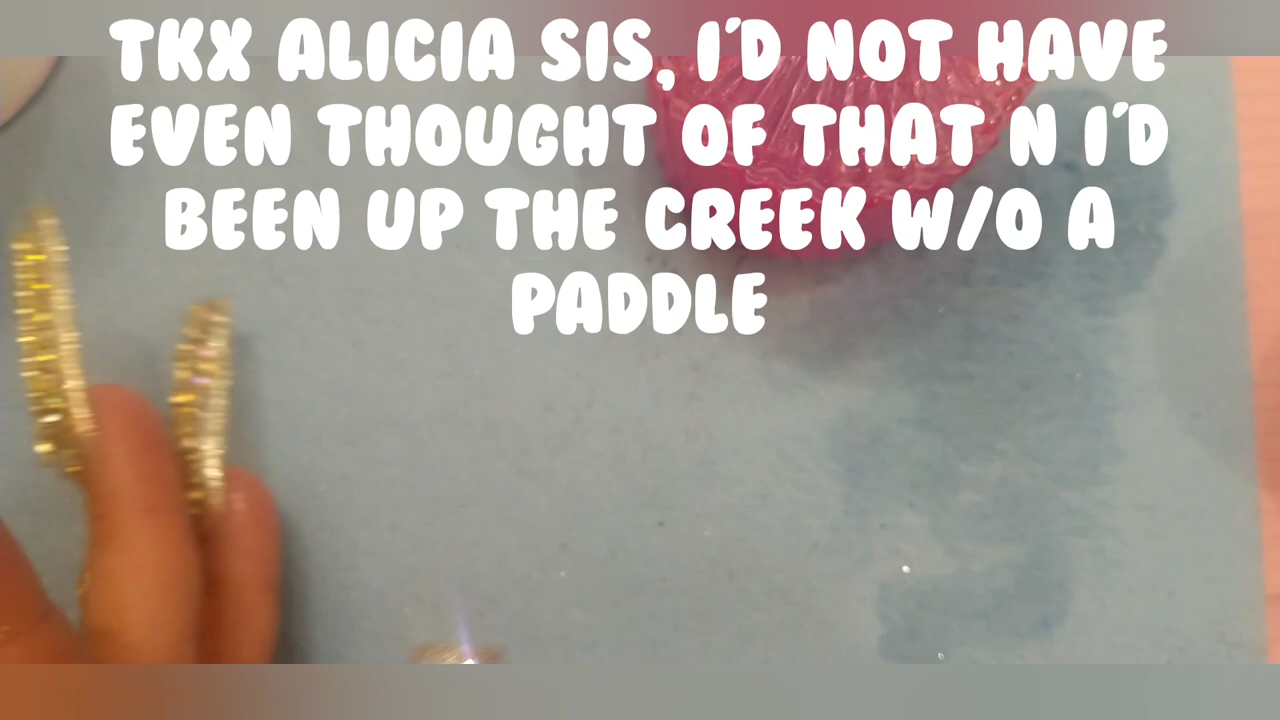 TKX ALICIA SIS, I'D NOT HAVE
EVEN THOUGHT OF THAT N I'D
BEEN UP THE CREEK W/O A
PADDLE